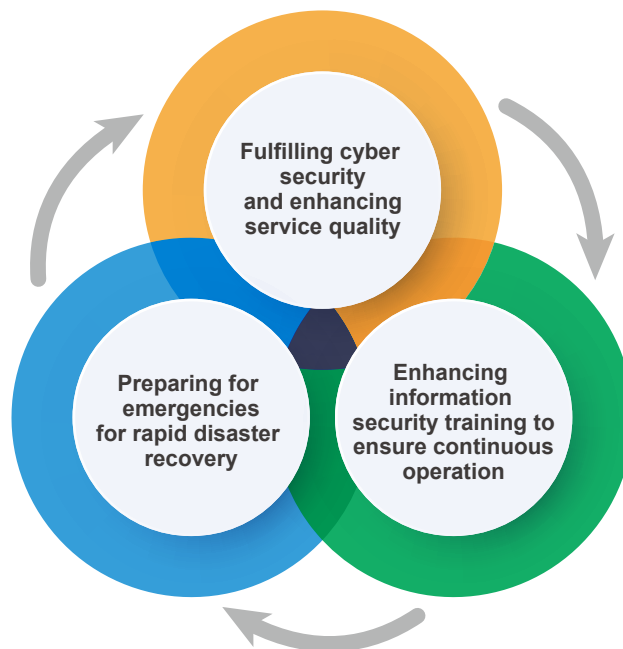 Fulfilling cyber
security
and enhancing
service quality
Preparing for
emergencies
for rapid disaster
recovery
Enhancing
information
security training to
ensure continuous
operation